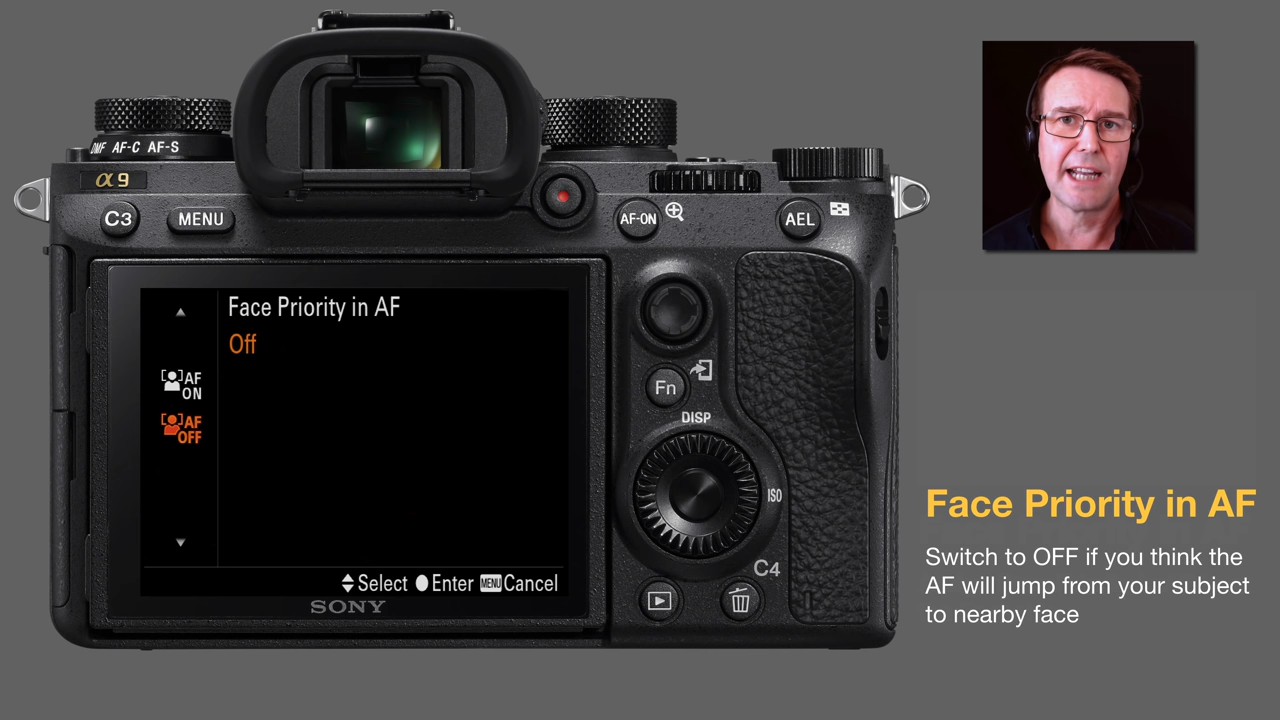 DMF AF-C AF-S
α9
C3
MENU
AF-ON
AEL
Face Priority in AF
Off
AF
ON
AF
OFF
Select Enter MENU Cancel
SONY
Fn
DISP
ISO
C4
Face Priority in AF
Switch to OFF if you think the
AF will jump from your subject
to nearby face